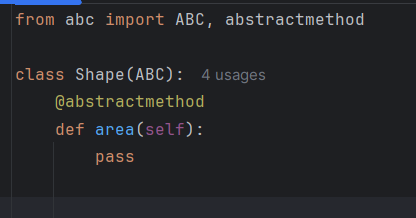 from abc import ABC, abstractmethod
class Shape(ABC): 4 usages
    @abstractmethod
    def area(self):
        pass